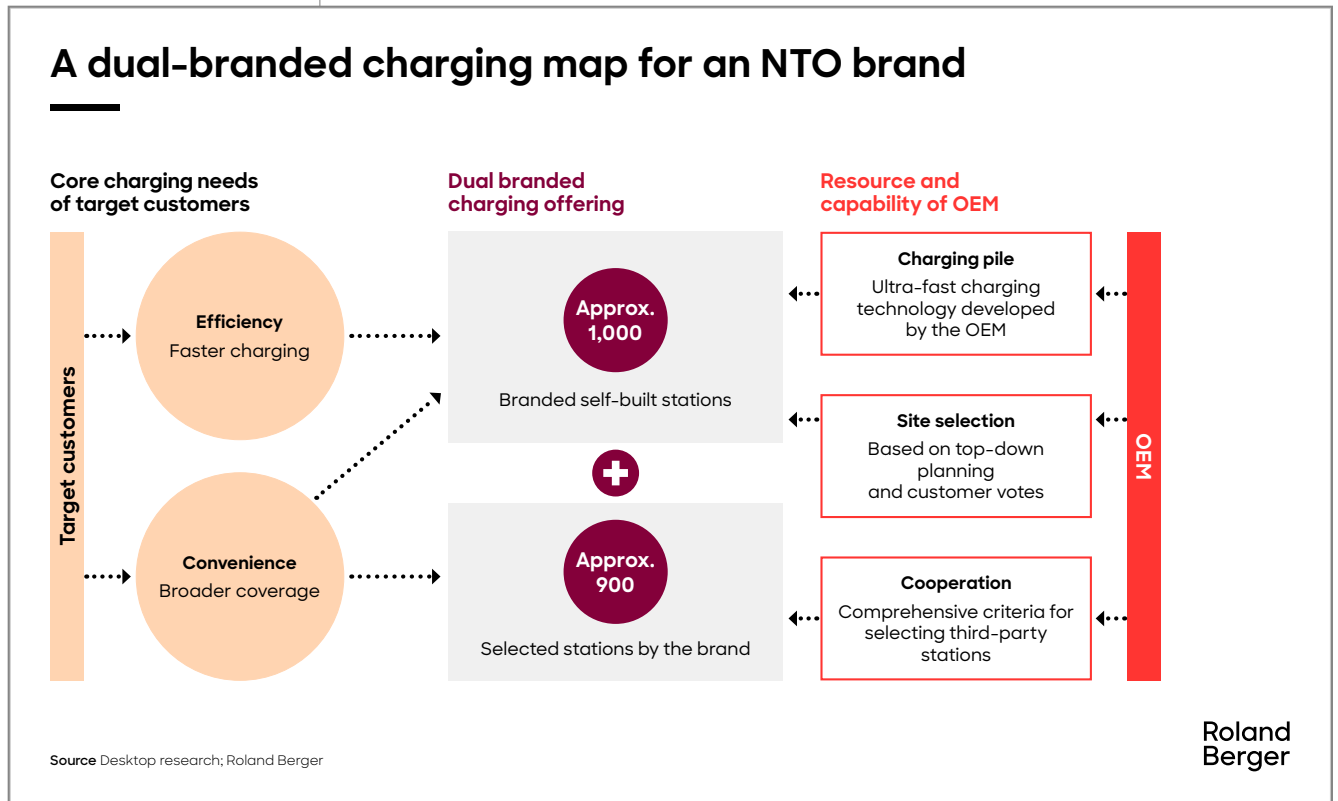 A dual-branded charging map for an NTO brand
Core charging needs
of target customers
Target customers
Efficiency
Faster charging
Convenience
Broader coverage
Dual branded
charging offering
Approx.
1,000
Branded self-built stations
Approx.
900
Selected stations by the brand
Resource and
capability of OEM
Charging pile
Ultra-fast charging
technology developed
by the OEM
Site selection
Based on top-down
planning
and customer votes
Cooperation
Comprehensive criteria for
selecting third-party
stations
OEM
Source Desktop research; Roland Berger
Roland
Berger